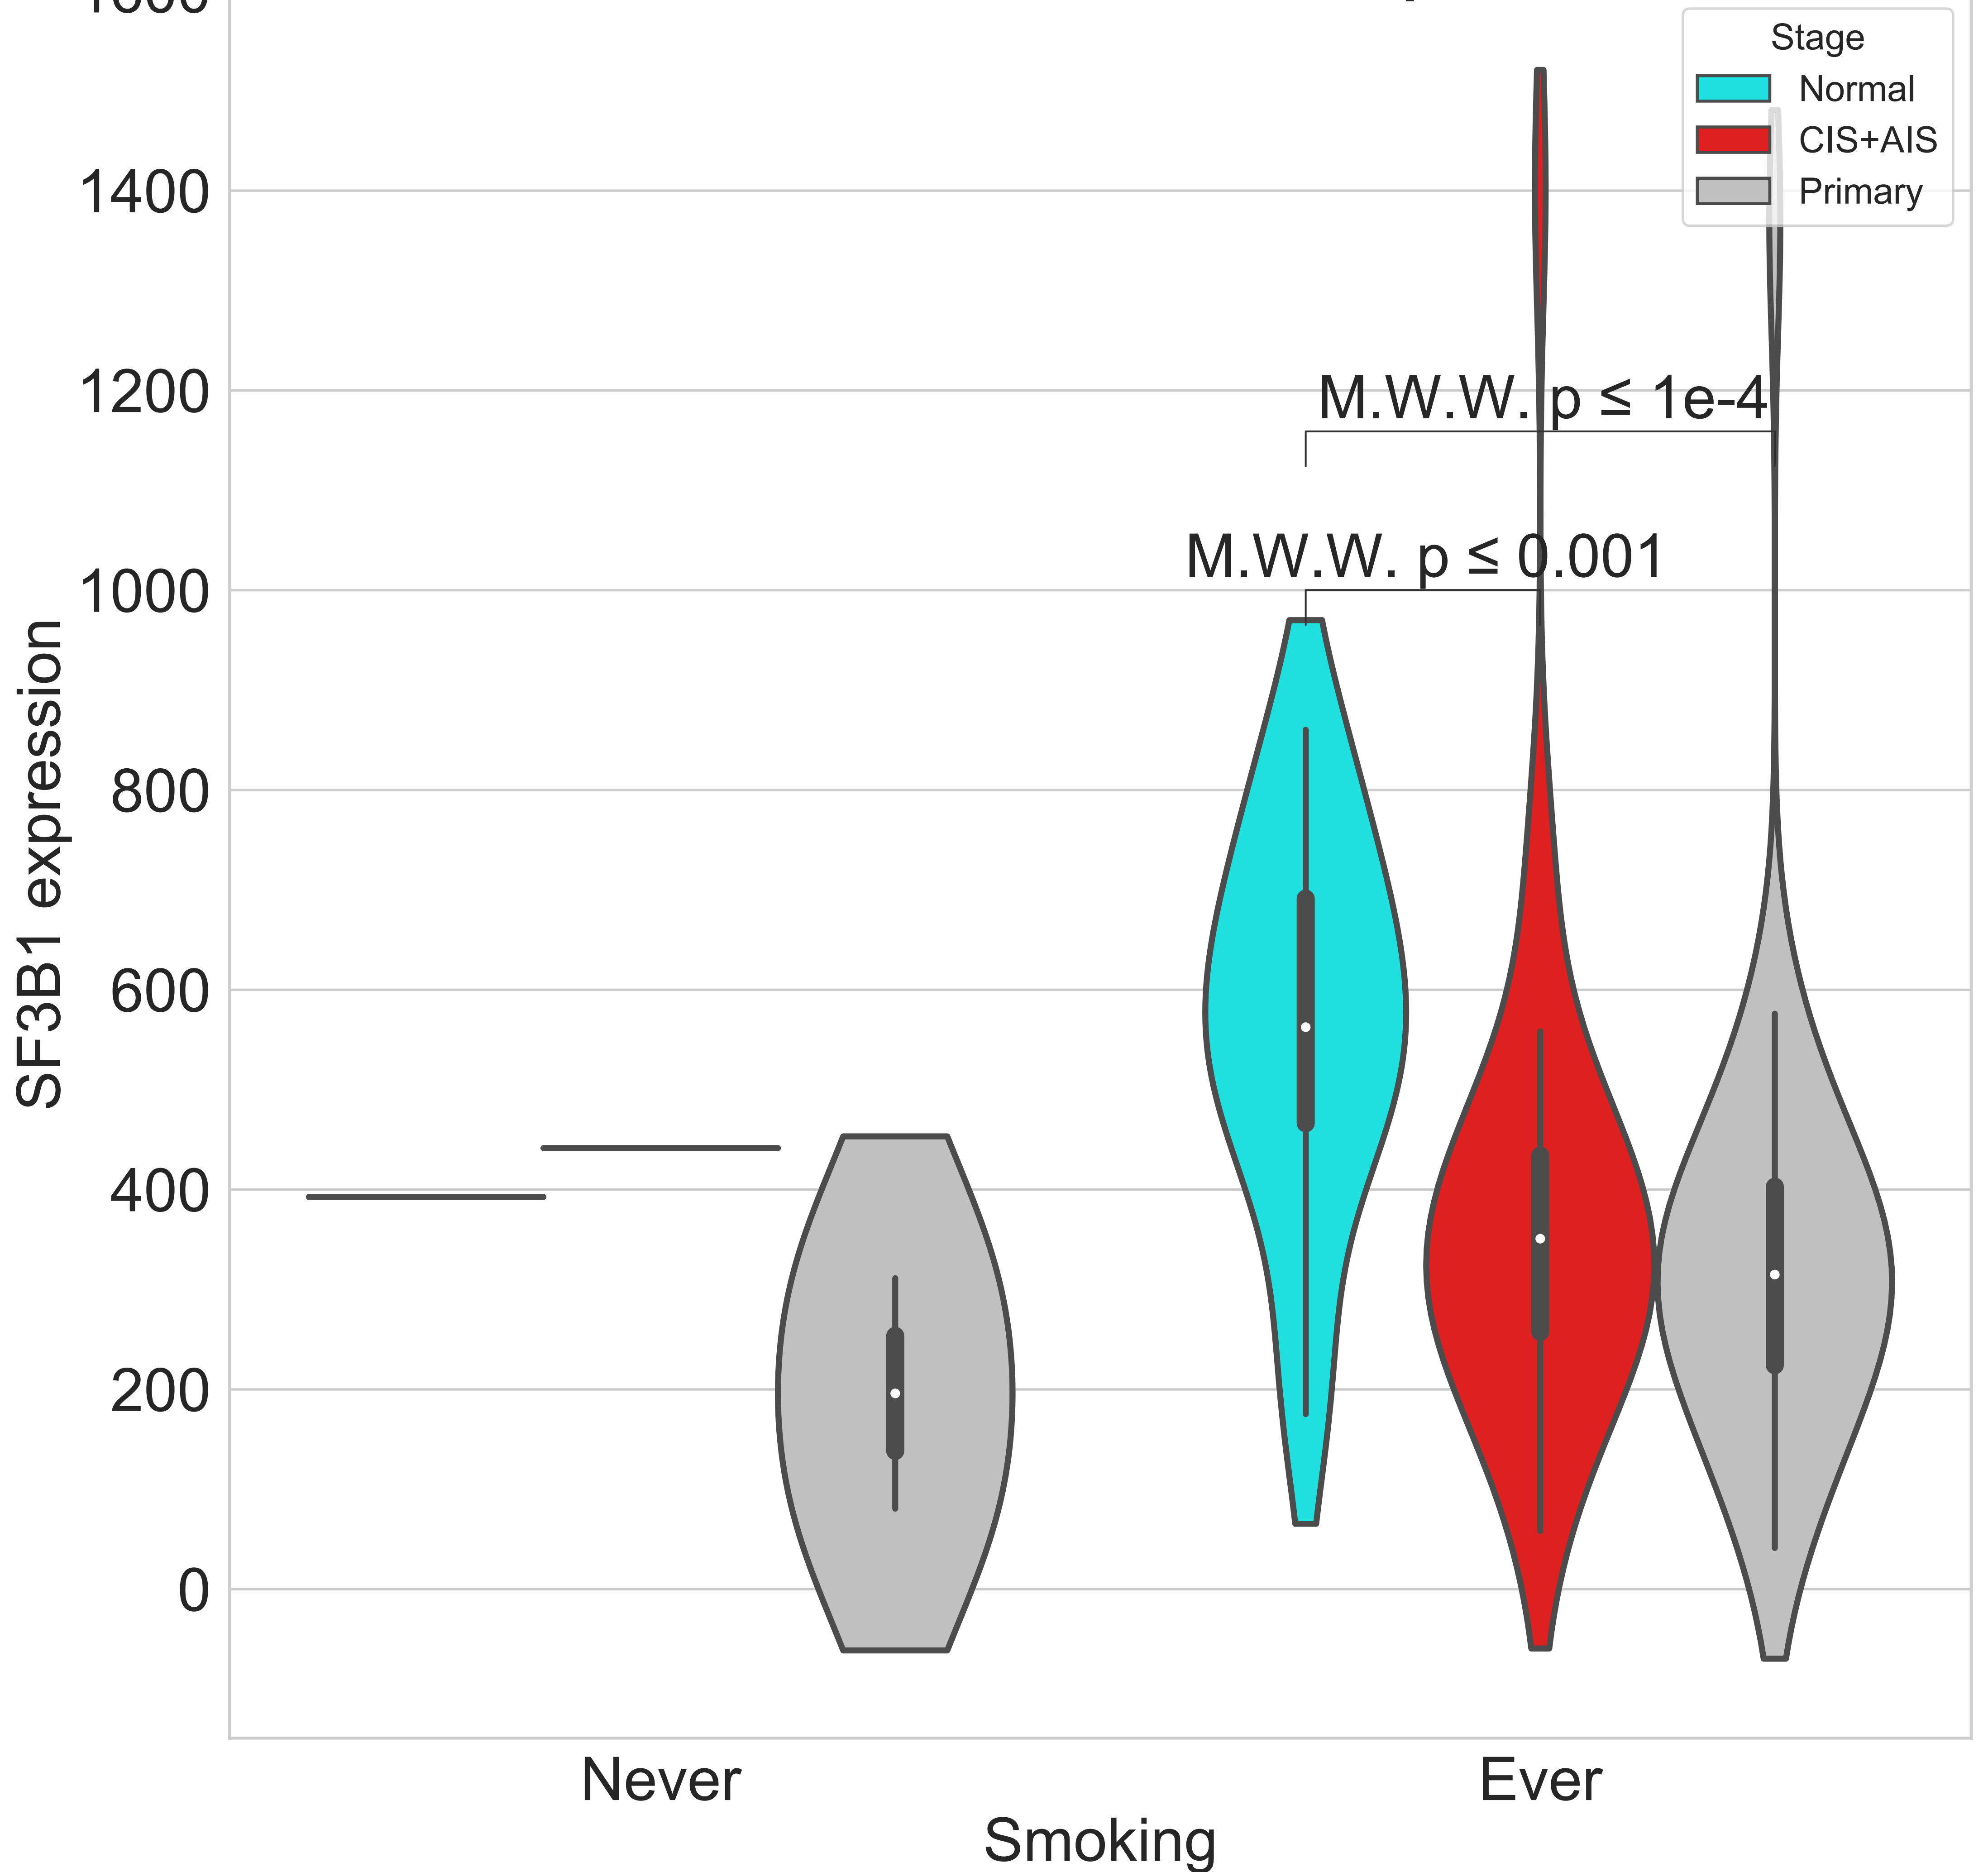 Stage
Normal
CIS+AIS
Primary
1400
1200
1000
800
600
400
200
0
SF3B1 expression
M.W.W. p ≤ 1e-4
M.W.W. p ≤ 0.001
Never
Ever
Smoking